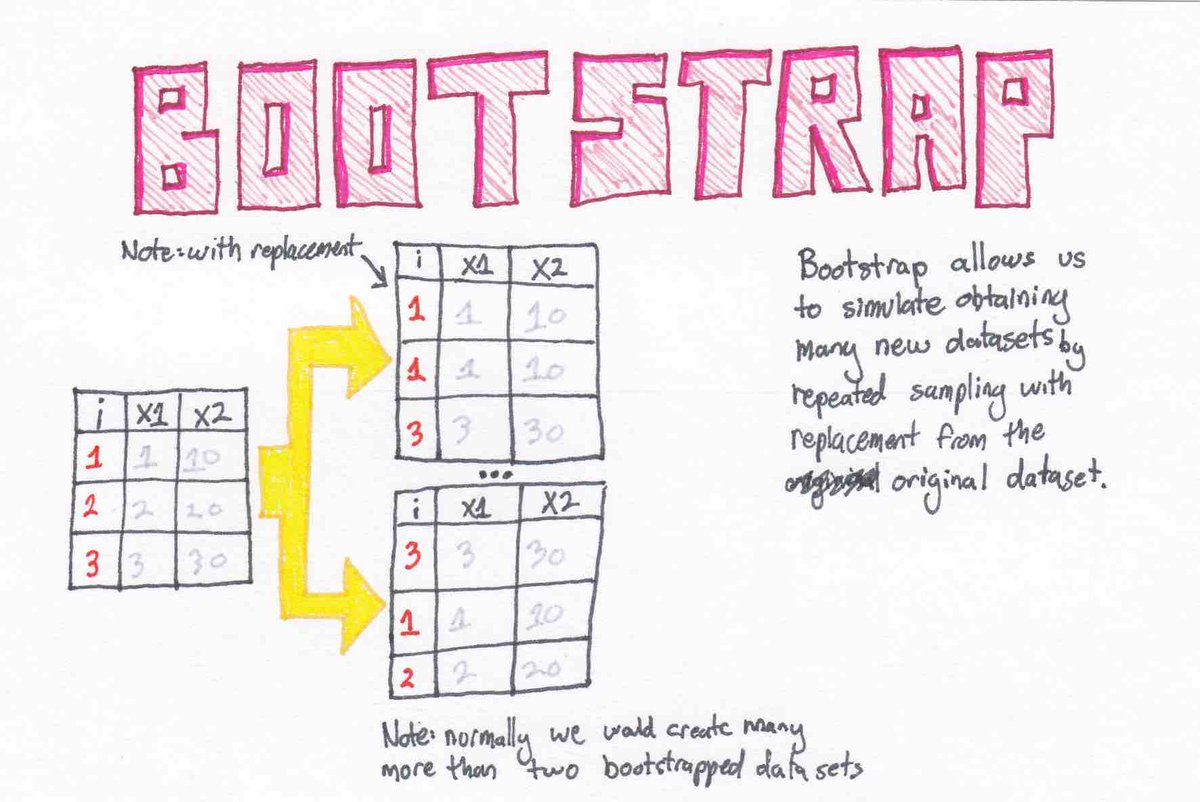 BOOTSTRAP
Note: with replacement
i X1 X2
1 1 10
1 1 10
3 3 30
...
i X1 X2
1 1 10
2 2 20
3 3 30
i X1 X2
3 3 30
1 1 10
2 2 20
Note: normally we would create many
more than two bootstrapped data sets
Bootstrap allows us
to simulate obtaining
many new datasets by
repeated sampling with
replacement from the
original dataset.